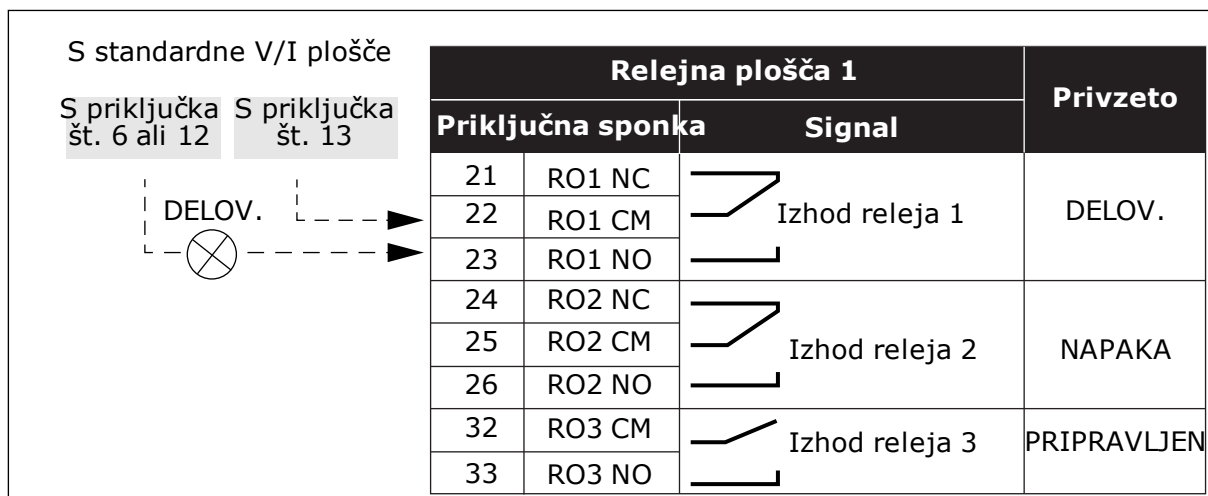 S standardne V/I plošče
S priključka
št. 6 ali 12
S priključka
št. 13
DELOV.
Relejna plošča 1
Privzeto
Priključna sponka
Signal
21 RO1 NC
22 RO1 CM
23 RO1 NO
Izhod releja 1
DELOV.
24 RO2 NC
25 RO2 CM
26 RO2 NO
Izhod releja 2
NAPAKA
32 RO3 CM
33 RO3 NO
Izhod releja 3
PRIPRAVLJEN